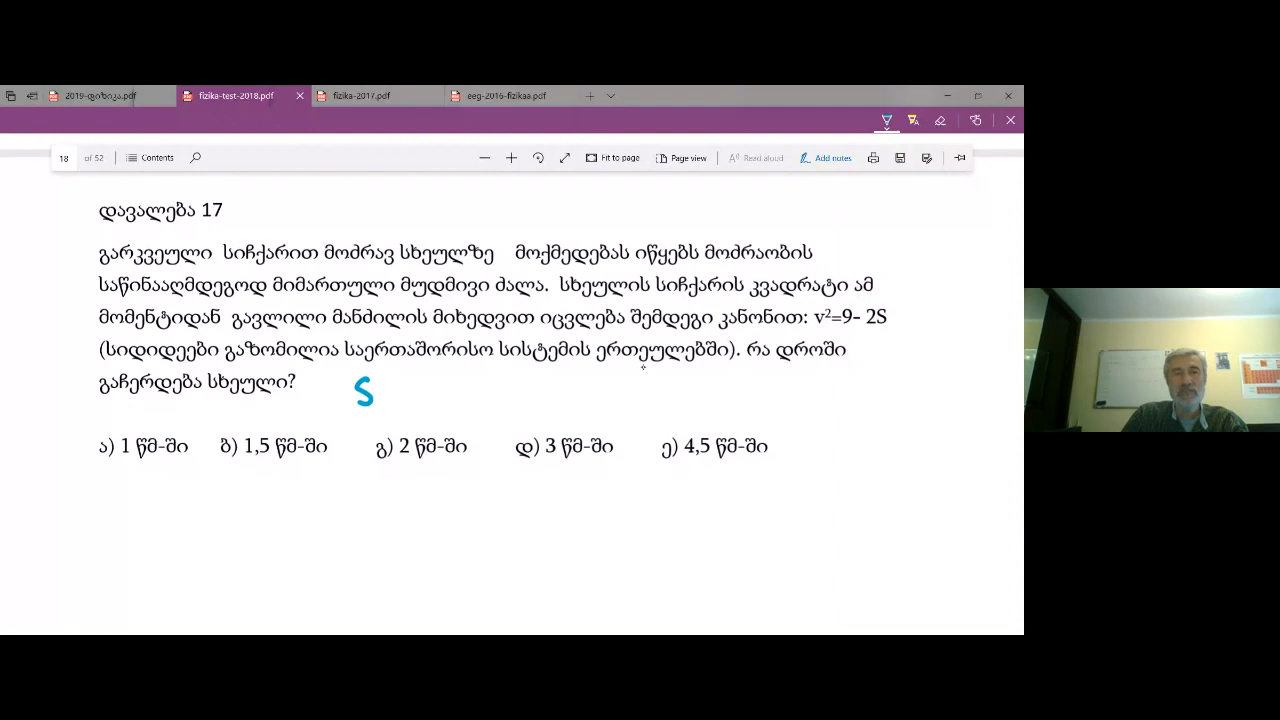 2019-ფიზიკა.pdf
fizika-test-2018.pdf
fizika-2017.pdf
eeg-2016-fizikaa.pdf
18 of 52
Contents
Fit to page
Page view
Read aloud
Add notes
დავალება 17
გარკვეული სიჩქარით მოძრავ სხეულზე მოქმედებას იწყებს მოძრაობის
საწინააღმდეგოდ მიმართული მუდმივი ძალა. სხეულის სიჩქარის კვადრატი ამ
მომენტიდან გავლილი მანძილის მიხედვით იცვლება შემდეგი კანონით: v²=9- 2S
(სიდიდეები გაზომილია საერთაშორისო სისტემის ერთეულებში). რა დროში
გაჩერდება სხეული?
S
ა) 1 წმ-ში ბ) 1,5 წმ-ში გ) 2 წმ-ში დ) 3 წმ-ში ე) 4,5 წმ-ში